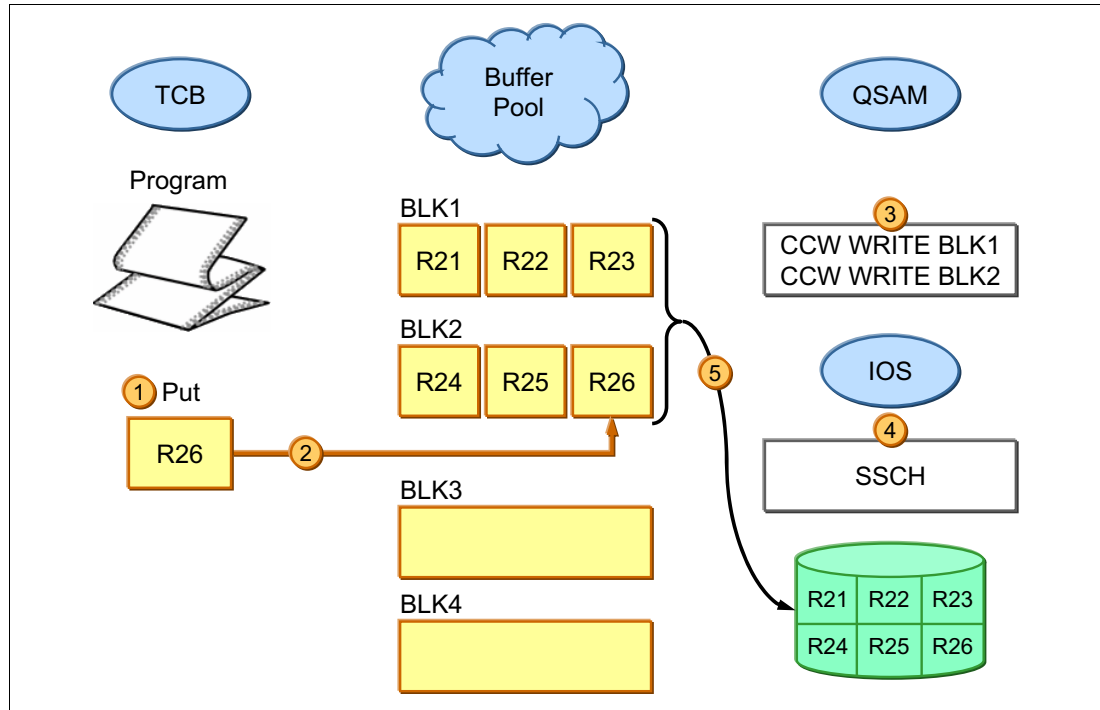 TCB
Buffer
Pool
QSAM
Program
BLK1
R21 R22 R23
3
CCW WRITE BLK1
CCW WRITE BLK2
BLK2
R24 R25 R26
5
IOS
1 Put
R26
2
4
SSCH
BLK3
BLK4
R21 R22 R23
R24 R25 R26